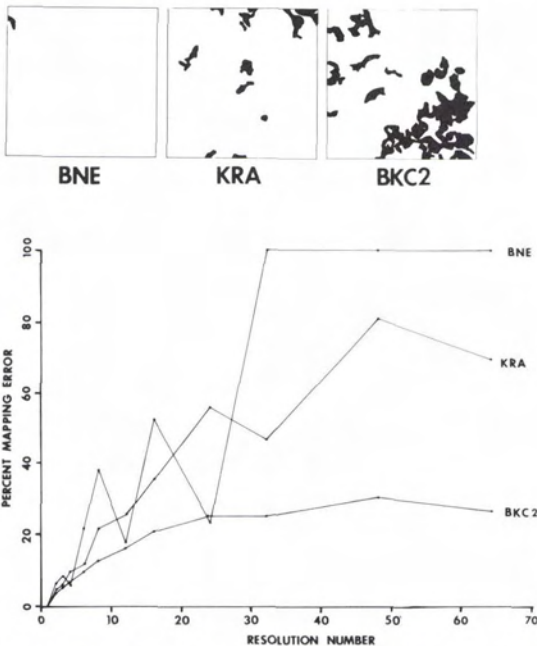 BNE KRA BKC2
PERCENT MAPPING ERROR
100
80
60
40
20
0
BNE
KRA
BKC2
0 10 20 30 40 50 60 70
RESOLUTION NUMBER